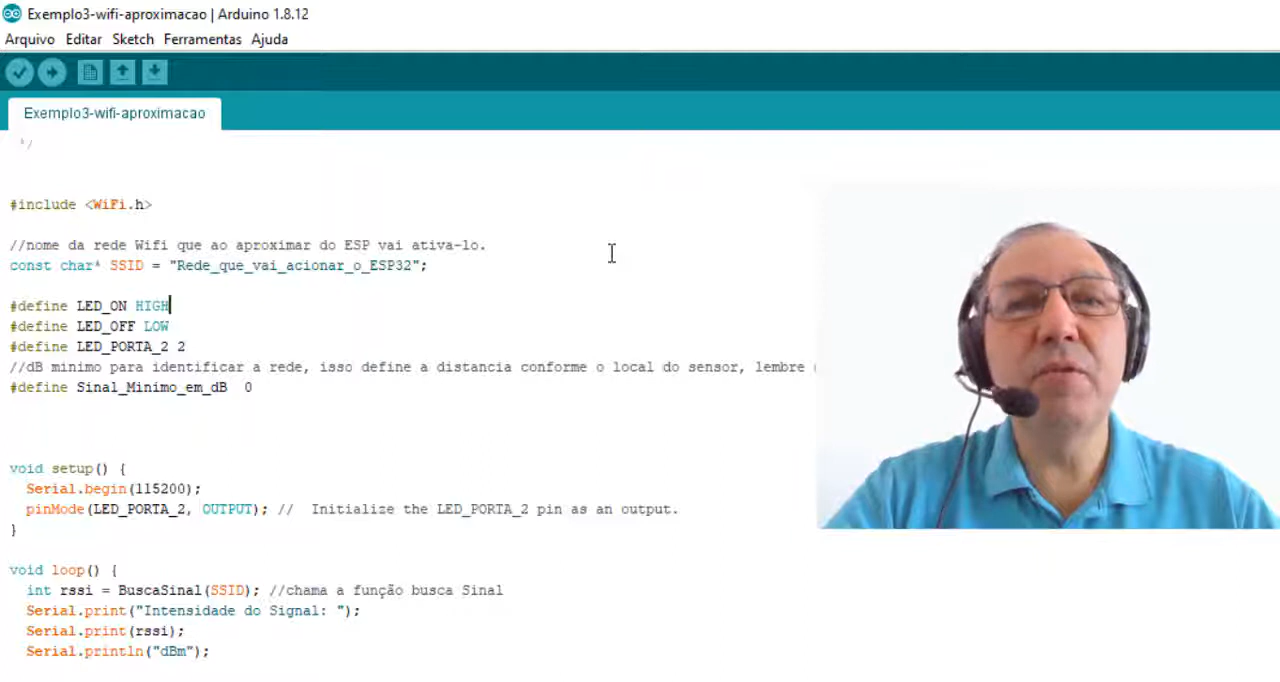 Exemplo3-wifi-aproximacao | Arduino 1.8.12
Arquivo Editar Sketch Ferramentas Ajuda
Exemplo3-wifi-aproximacao
*/
#include <WiFi.h>
//nome da rede Wifi que ao aproximar do ESP vai ativa-lo.
const char* SSID = "Rede_que_vai_acionar_o_ESP32";
#define LED_ON HIGH
#define LED_OFF LOW
#define LED_PORTA_2 2
//dB minimo para identificar a rede, isso define a distancia conforme o local do sensor, lembre
#define Sinal_Minimo_em_dB 0
void setup() {
Serial.begin(115200);
pinMode(LED_PORTA_2, OUTPUT); // Initialize the LED_PORTA_2 pin as an output.
}
void loop() {
int rssi = BuscaSinal(SSID); //chama a função busca Sinal
Serial.print("Intensidade do Signal: ");
Serial.print(rssi);
Serial.println("dBm");